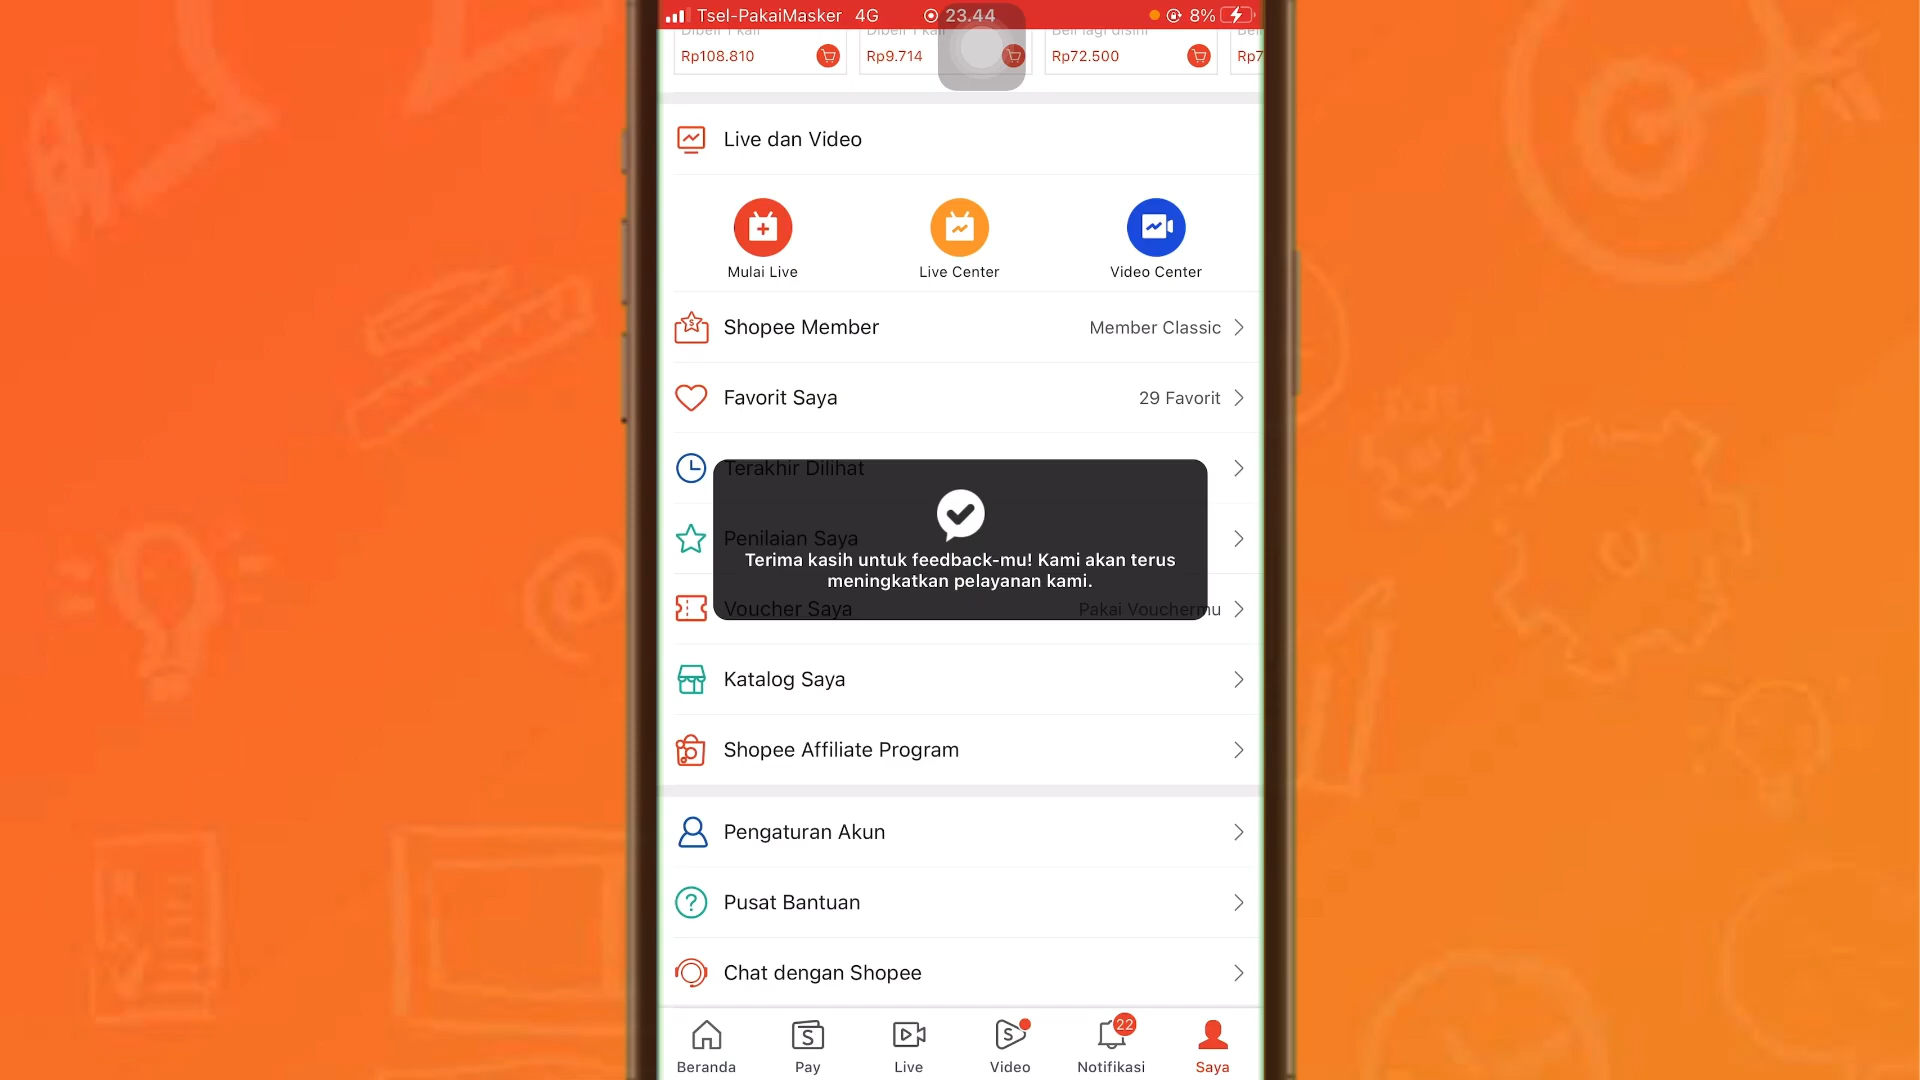 Tsel-PakaiMasker 4G 23.44 8%
Dibeli 1 kali Dibeli 1 kali Beli lagi disini
Rp108.810 Rp9.714 Rp72.500 Rp7
Live dan Video
Mulai Live Live Center Video Center
Shopee Member Member Classic
Favorit Saya 29 Favorit
Terakhir Dilihat
Penilaian Saya
Terima kasih untuk feedback-mu! Kami akan terus
meningkatkan pelayanan kami.
Voucher Saya Pakai Vouchermu
Katalog Saya
Shopee Affiliate Program
Pengaturan Akun
Pusat Bantuan
Chat dengan Shopee
22
Beranda Pay Live Video Notifikasi Saya